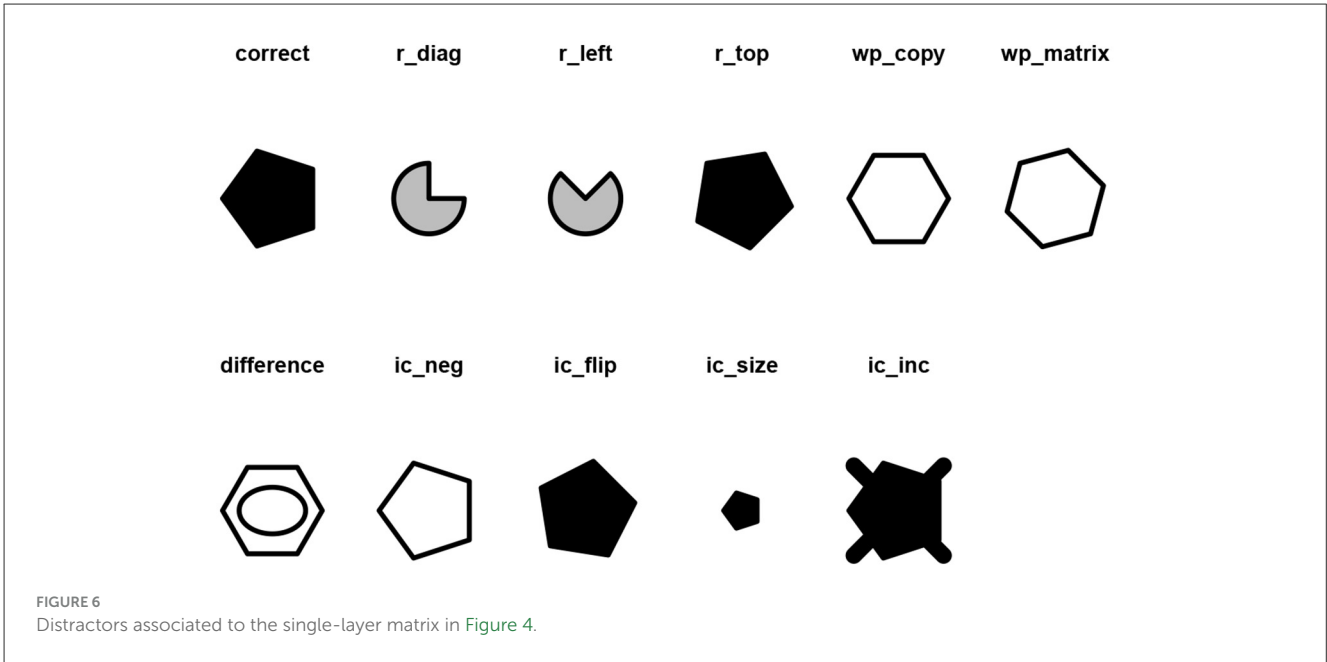 correct r_diag r_left r_top wp_copy wp_matrix
difference ic_neg ic_flip ic_size ic_inc
FIGURE 6
Distractors associated to the single-layer matrix in Figure 4.